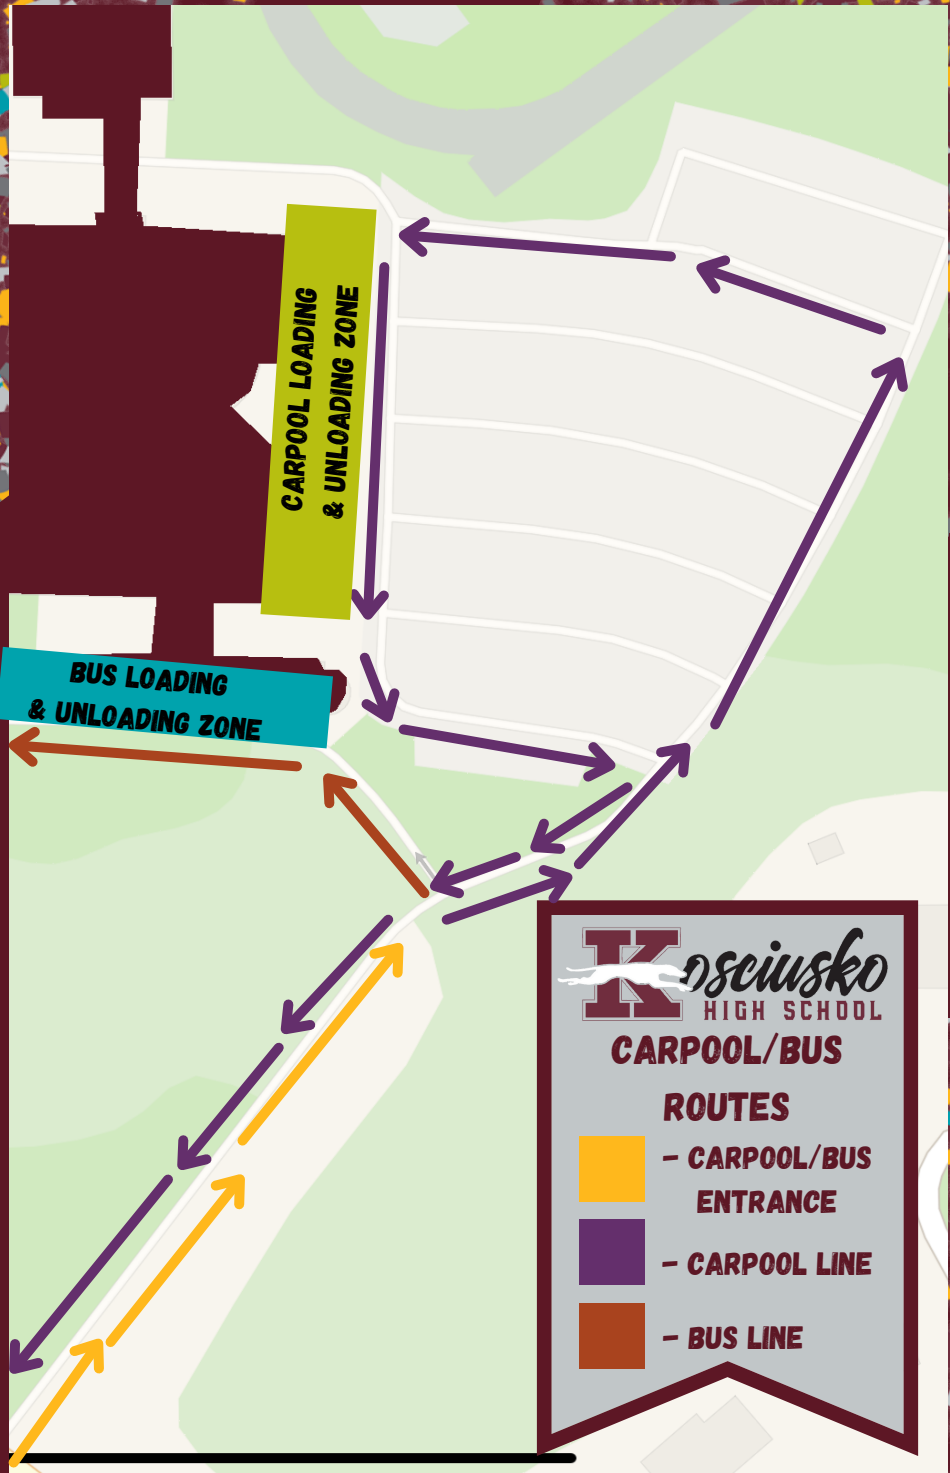 CARPOOL LOADING
& UNLOADING ZONE
BUS LOADING
& UNLOADING ZONE
Kosciusko
HIGH SCHOOL
CARPOOL/BUS
ROUTES
- CARPOOL/BUS
ENTRANCE
- CARPOOL LINE
- BUS LINE